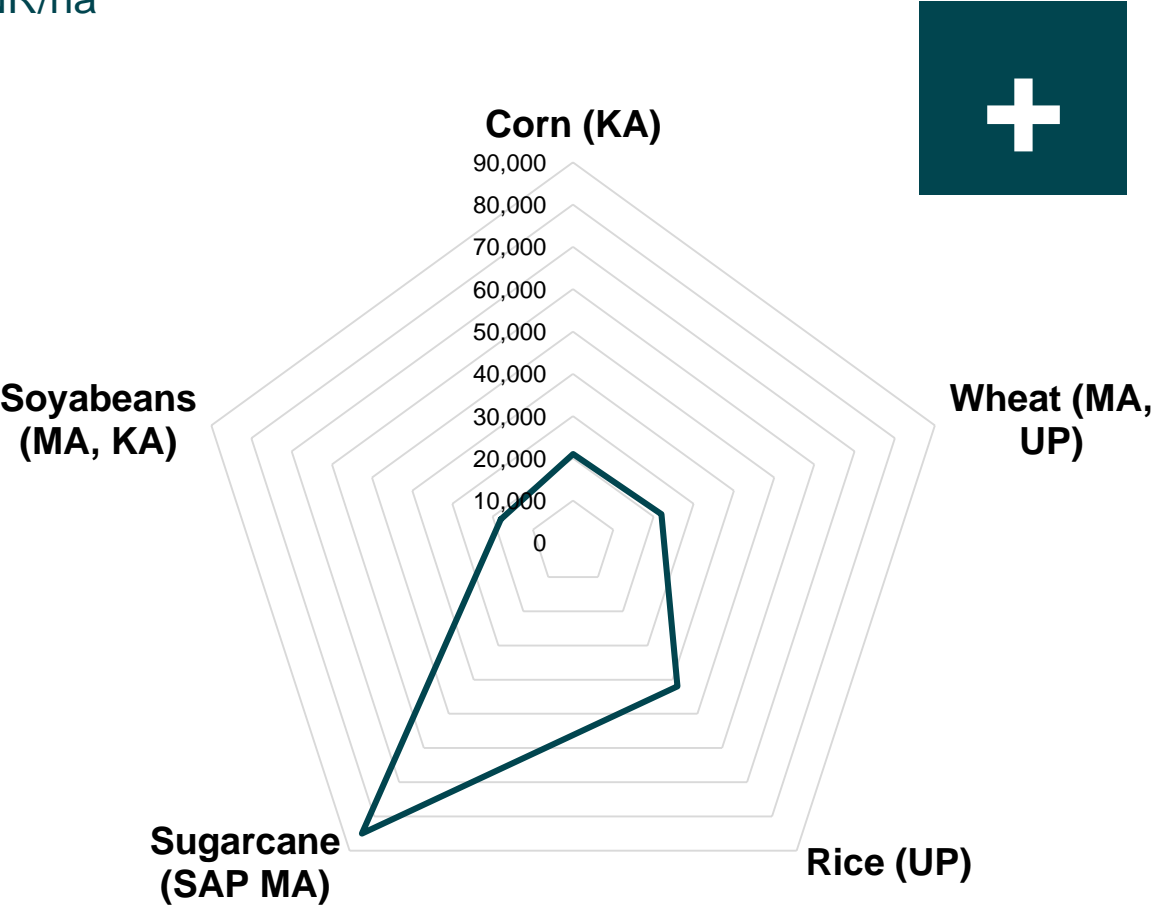 Corn (KA)
90,000
80,000
70,000
60,000
50,000
40,000
30,000
20,000
10,000
0
Soyabeans
(MA, KA)
Wheat (MA,
UP)
Sugarcane
(SAP MA)
Rice (UP)